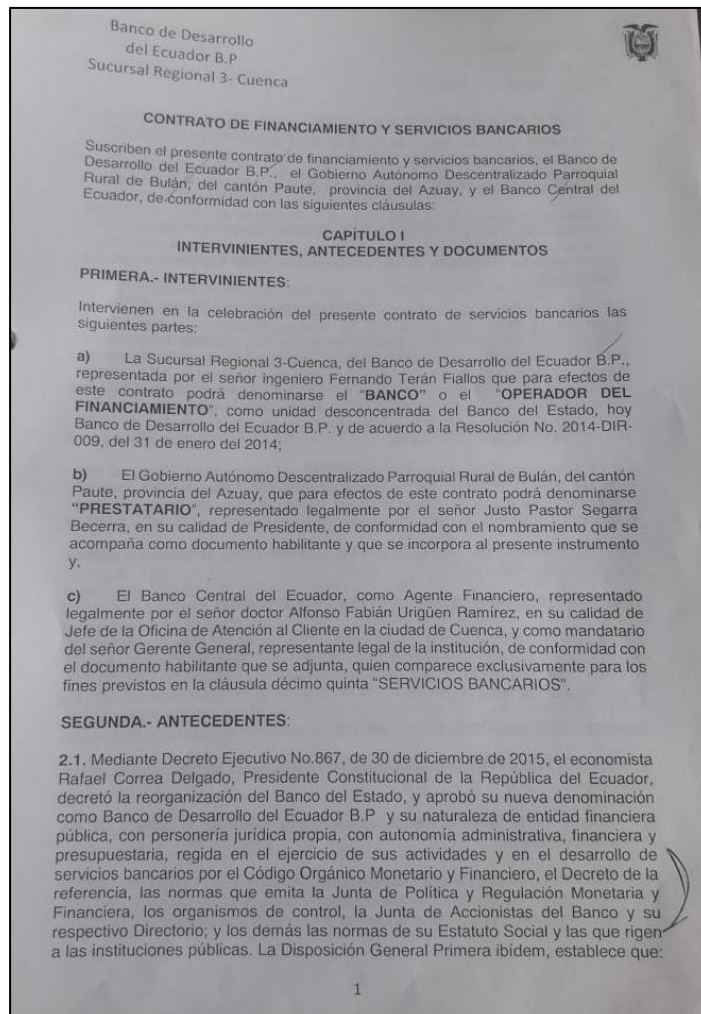 Banco de Desarrollo
del Ecuador B.P
Sucursal Regional 3- Cuenca
CONTRATO DE FINANCIAMIENTO Y SERVICIOS BANCARIOS
Suscriben el presente contrato de financiamiento y servicios bancarios, el Banco de
Desarrollo del Ecuador B.P., el Gobierno Autónomo Descentralizado Parroquial
Rural de Bulán, del cantón Paute, provincia del Azuay, y el Banco Central del
Ecuador, de conformidad con las siguientes cláusulas:
CAPÍTULO I
INTERVINIENTES, ANTECEDENTES Y DOCUMENTOS
PRIMERA.- INTERVINIENTES:
Intervienen en la celebración del presente contrato de servicios bancarios las
siguientes partes:
a) La Sucursal Regional 3-Cuenca, del Banco de Desarrollo del Ecuador B.P.,
representada por el señor ingeniero Fernando Terán Fiallos que para efectos de
este contrato podrá denominarse el "BANCO" o el "OPERADOR DEL
FINANCIAMIENTO", como unidad desconcentrada del Banco del Estado, hoy
Banco de Desarrollo del Ecuador B.P. y de acuerdo a la Resolución No. 2014-DIR-
009, del 31 de enero del 2014;
b) El Gobierno Autónomo Descentralizado Parroquial Rural de Bulán, del cantón
Paute, provincia del Azuay, que para efectos de este contrato podrá denominarse
"PRESTATARIO", representado legalmente por el señor Justo Pastor Segarra
Becerra, en su calidad de Presidente, de conformidad con el nombramiento que se
acompaña como documento habilitante y que se incorpora al presente instrumento
y,
c) El Banco Central del Ecuador, como Agente Financiero, representado
legalmente por el señor doctor Alfonso Fabián Urigüen Ramírez, en su calidad de
Jefe de la Oficina de Atención al Cliente en la ciudad de Cuenca, y como mandatario
del señor Gerente General, representante legal de la institución, de conformidad con
el documento habilitante que se adjunta, quien comparece exclusivamente para los
fines previstos en la cláusula décimo quinta "SERVICIOS BANCARIOS".
SEGUNDA.- ANTECEDENTES:
2.1. Mediante Decreto Ejecutivo No.867, de 30 de diciembre de 2015, el economista
Rafael Correa Delgado, Presidente Constitucional de la República del Ecuador,
decretó la reorganización del Banco del Estado, y aprobó su nueva denominación
como Banco de Desarrollo del Ecuador B.P y su naturaleza de entidad financiera
pública, con personería jurídica propia, con autonomía administrativa, financiera y
presupuestaria, regida en el ejercicio de sus actividades y en el desarrollo de
servicios bancarios por el Código Orgánico Monetario y Financiero, el Decreto de la
referencia, las normas que emita la Junta de Política y Regulación Monetaria y
Financiera, los organismos de control, la Junta de Accionistas del Banco y su
respectivo Directorio; y los demás las normas de su Estatuto Social y las que rigen
a las instituciones públicas. La Disposición General Primera ibídem, establece que:
1